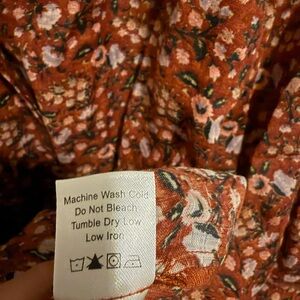 Machine Wash Cold
Do Not Bleach
Tumble Dry Low
Low Iron